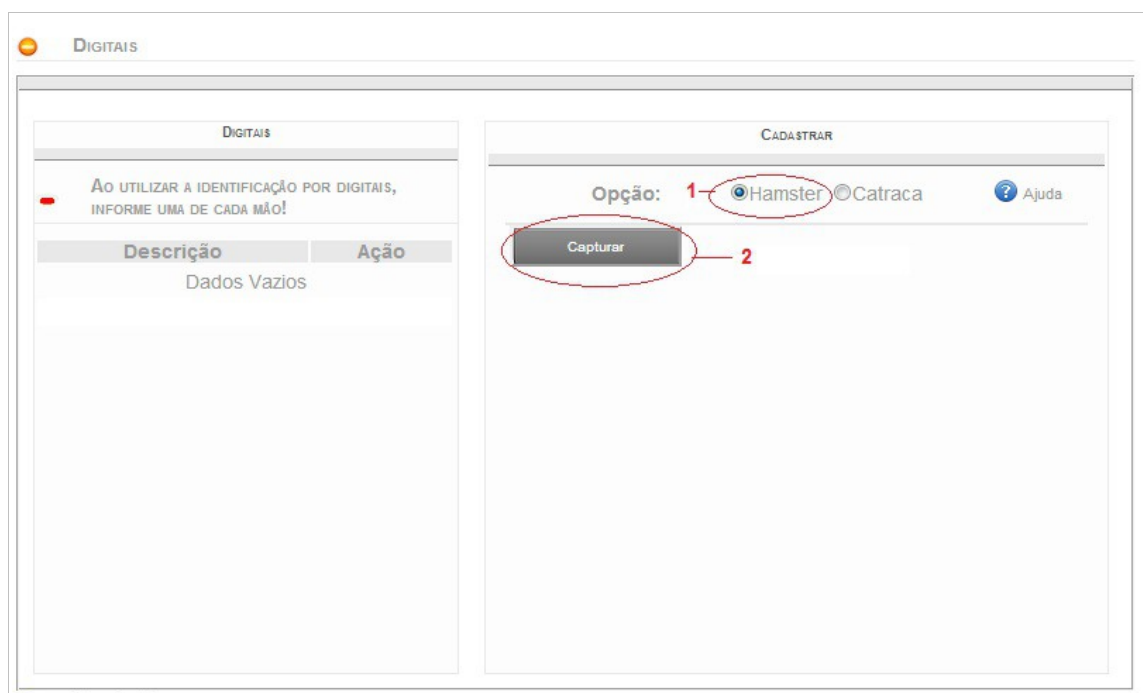 Digitais
Digitais
Ao utilizar a identificação por digitais,
informe uma de cada mão!
Descrição Ação
Dados Vazios
Cadastrar
Opção: 1 Hamster Catraca Ajuda
Capturar 2